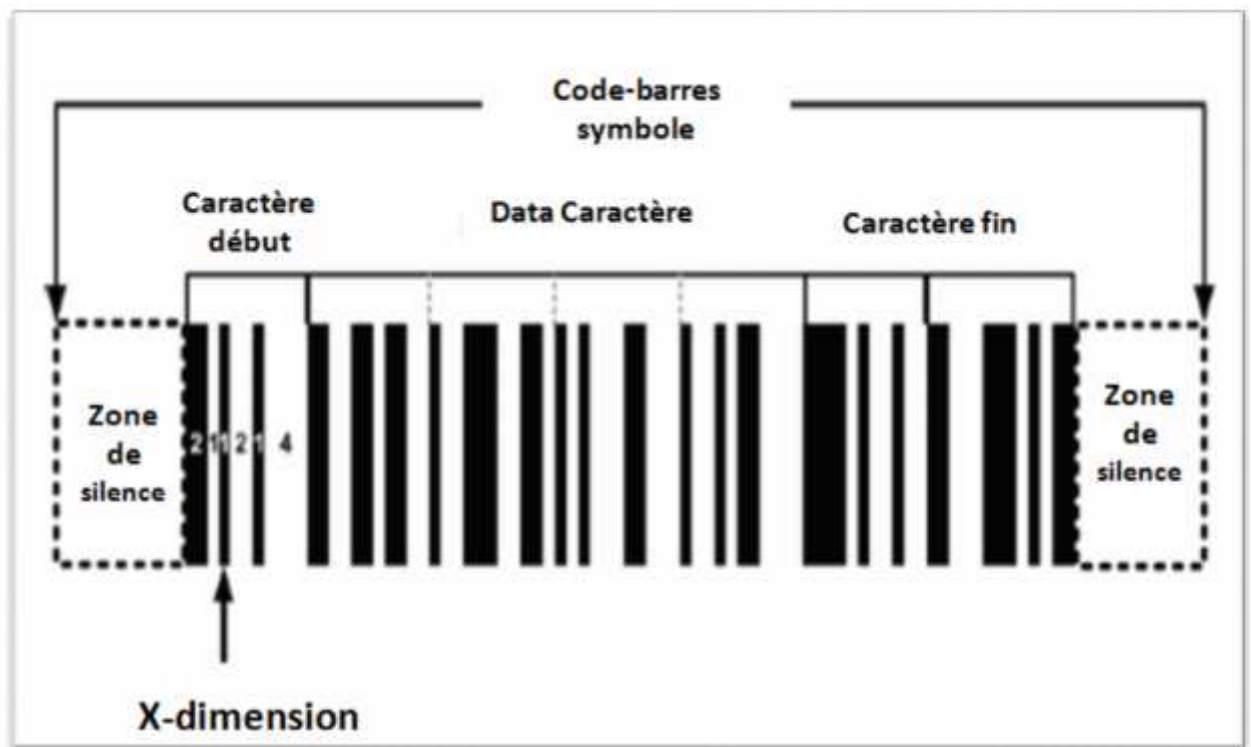 Code-barres
symbole
Caractère
début
Data Caractère
Caractère fin
Zone
de
silence
2 1 1 2 1 4
Zone
de
silence
X-dimension